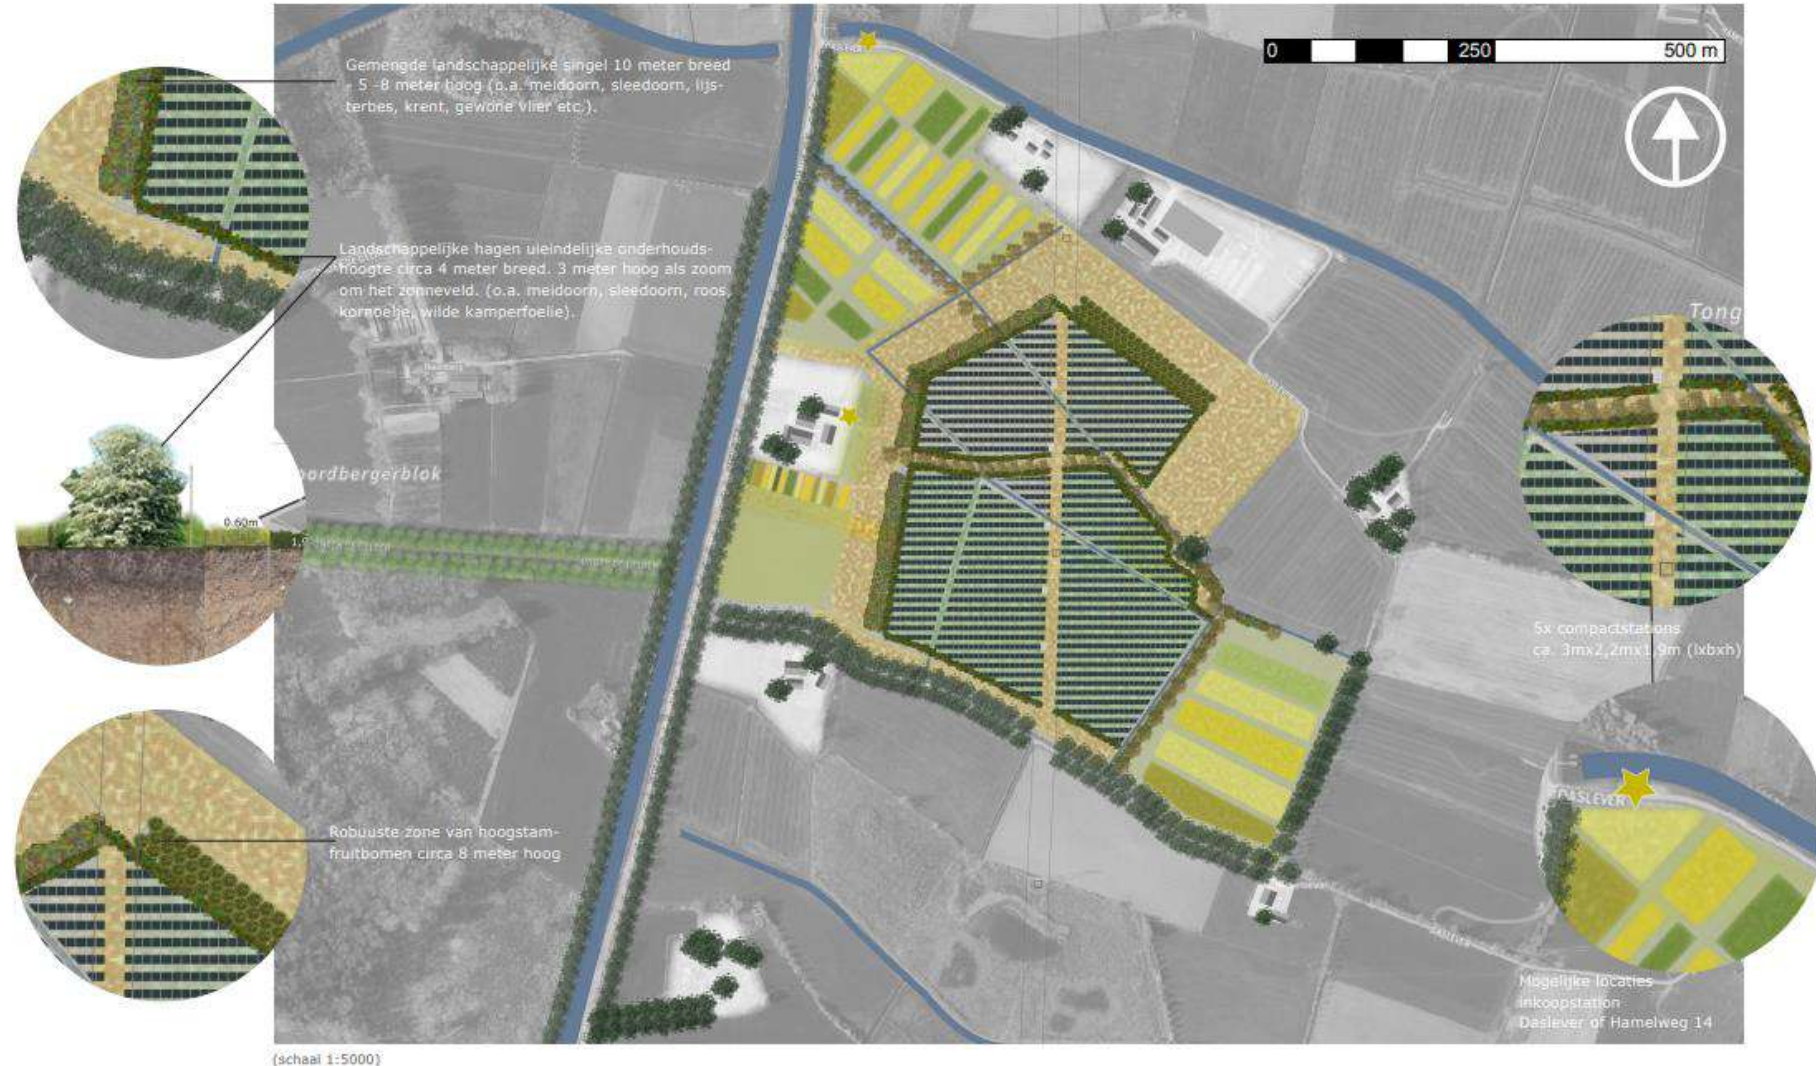 0 250 500 m
DASLEVER
Gemengde landschappelijke singel 10 meter breed
- 5 -8 meter hoog (o.a. meidoorn, sleedoorn, lijs-
terbes, krent, gewone vlier etc.).
Landschappelijke hagen uieindelijke onderhouds-
hoogte circa 4 meter breed. 3 meter hoog als zoom
om het zonneveld. (o.a. meidoorn, sleedoorn, roos,
kornoelje, wilde kamperfoelie).
Tong
oordbergerblok
0.60m
5x compactstations
ca. 3mx2,2mx1,9m (lxbxh)
DASLEVER
Robuuste zone van hoogstam-
fruitbomen circa 8 meter hoog
Mogelijke locaties
inkoopstation
Daslever of Hamelweg 14
(schaal 1:5000)